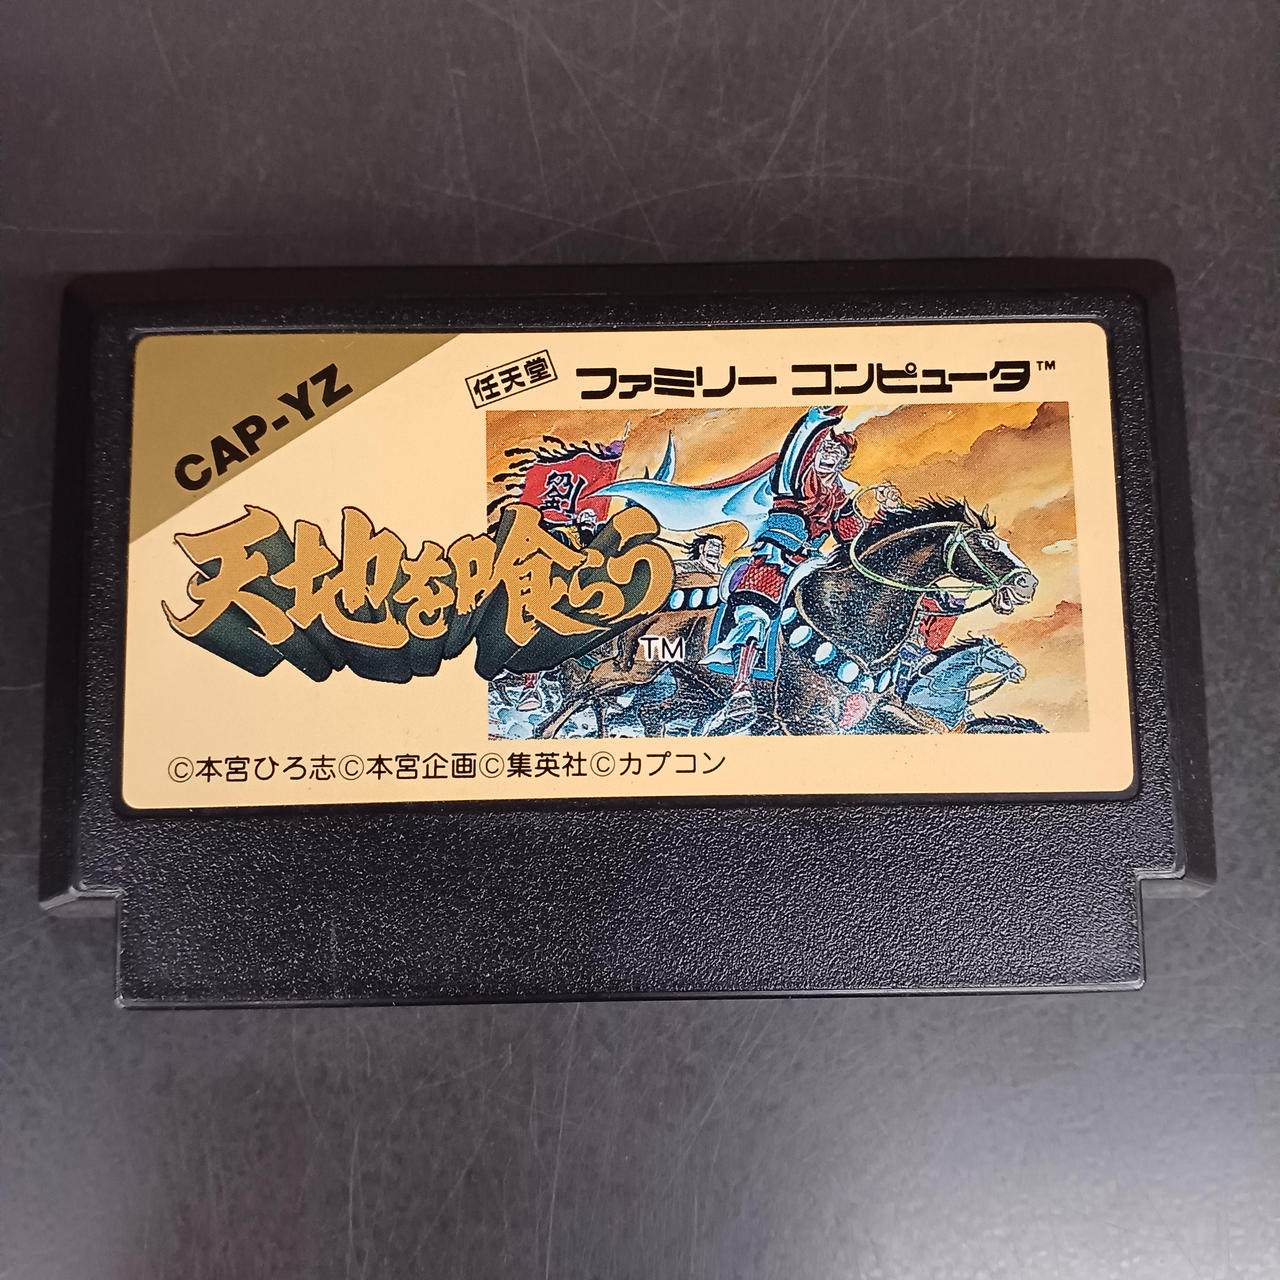 CAP-YZ
任天堂 ファミリー コンピュータ™
劉
天地を喰らう
TM
©本宮ひろ志©本宮企画©集英社©カプコン